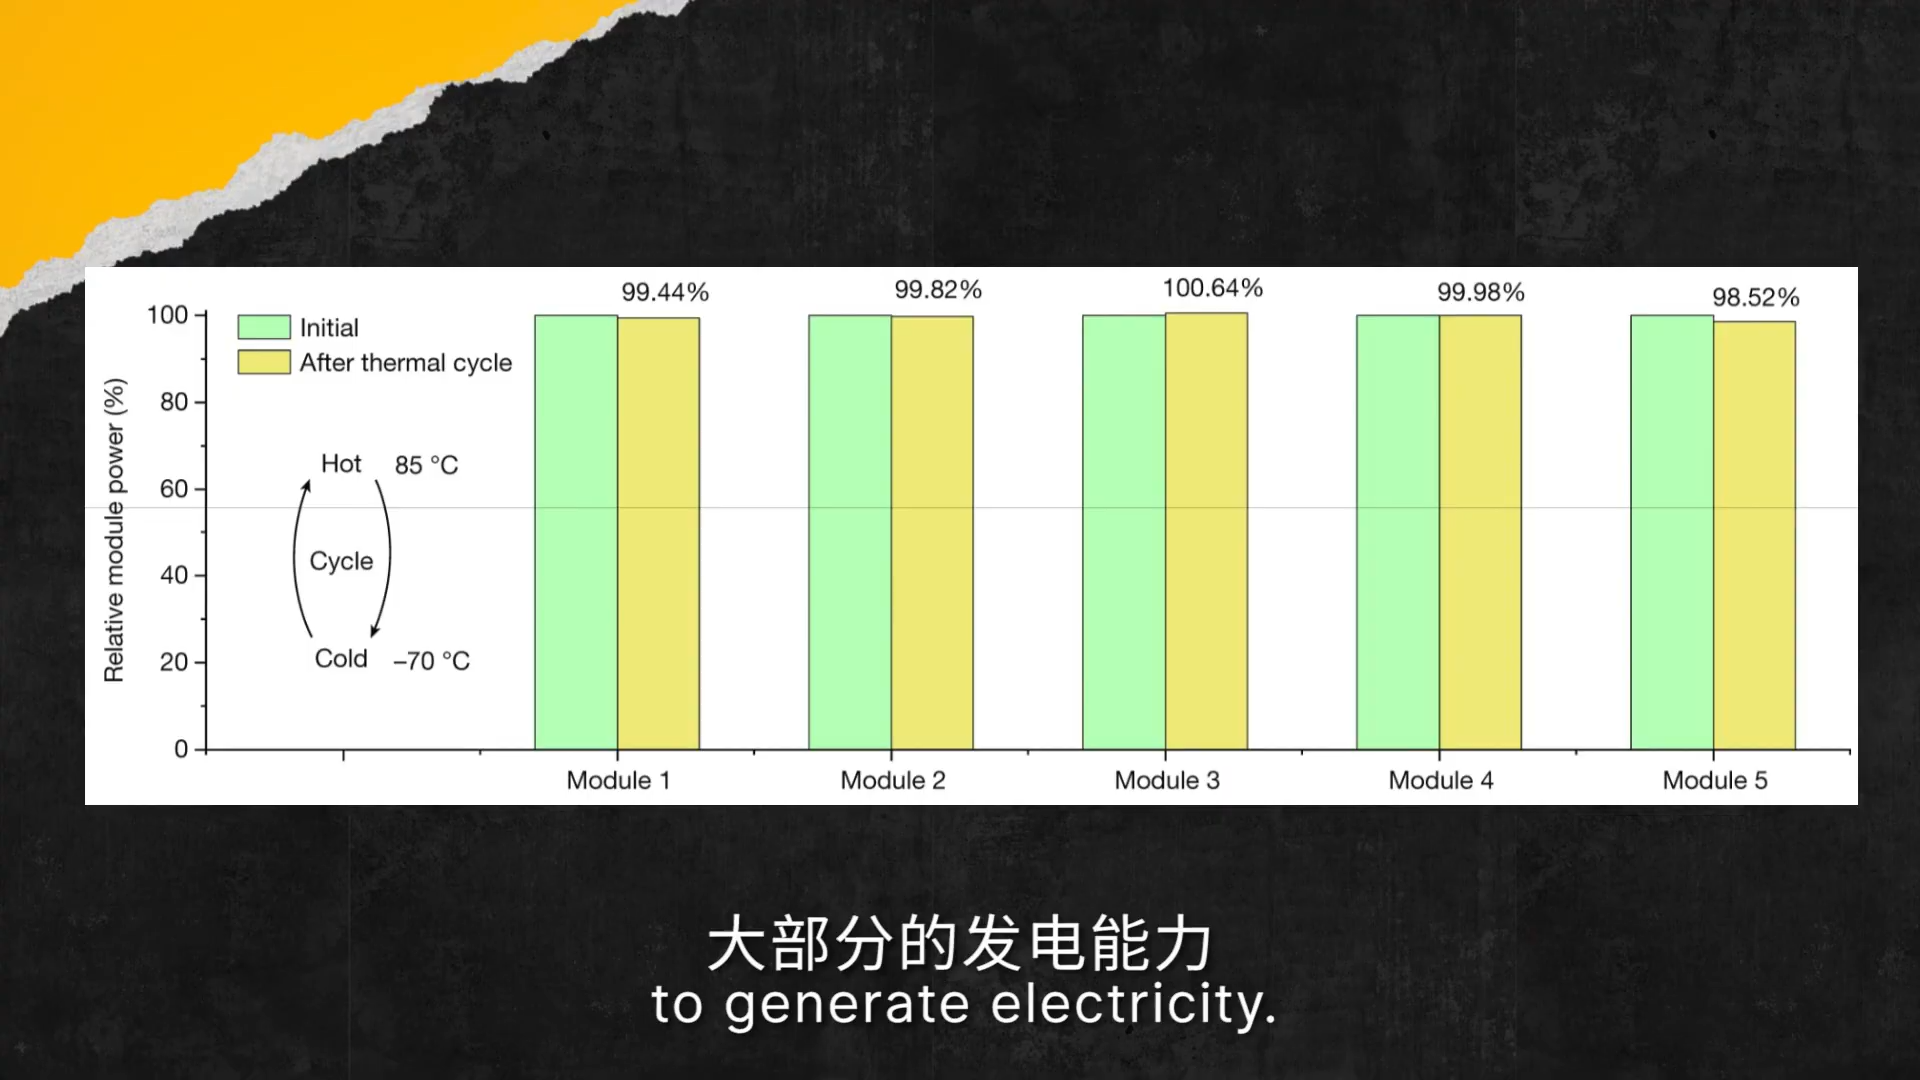 99.44%
99.82%
100.64%
99.98%
98.52%
100
80
60
40
20
0
Relative module power (%)
Initial
After thermal cycle
Hot 85 °C
Cycle
Cold –70 °C
Module 1
Module 2
Module 3
Module 4
Module 5
大部分的发电能力
to generate electricity.